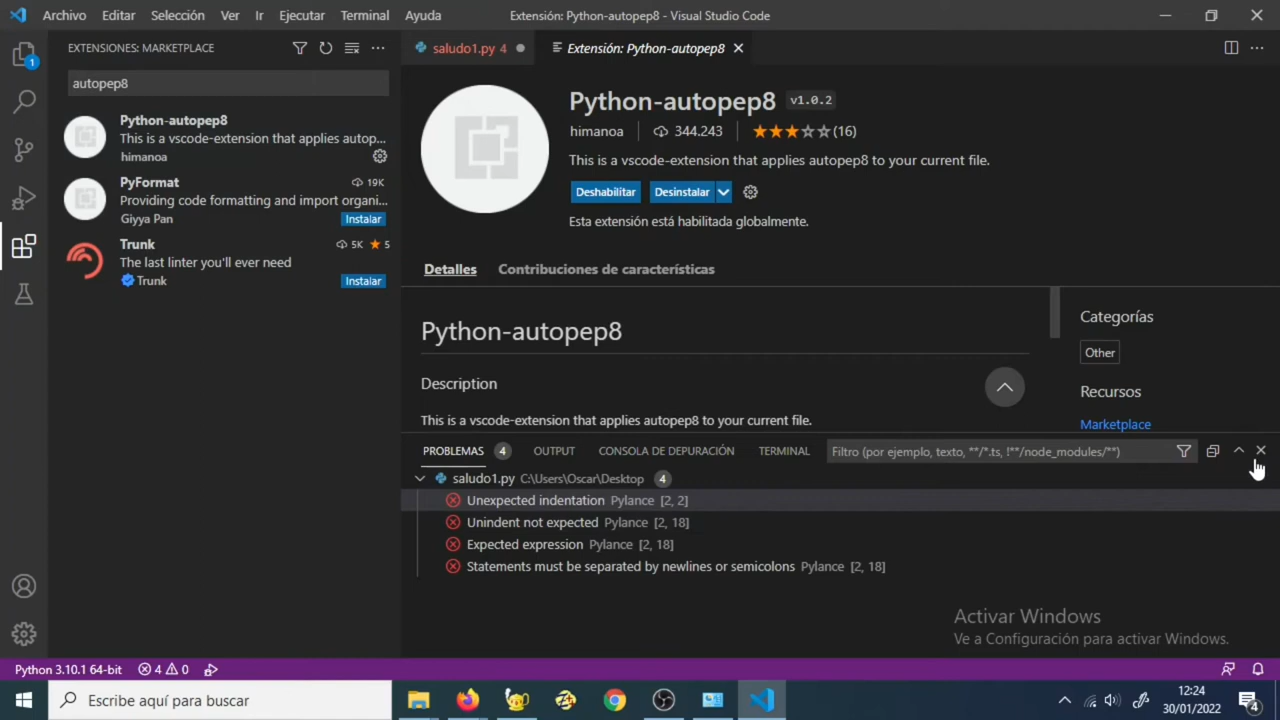 Archivo Editar Selección Ver Ir Ejecutar Terminal Ayuda Extensión: Python-autopep8 - Visual Studio Code
EXTENSIONES: MARKETPLACE
saludo1.py 4
Extensión: Python-autopep8
1
autopep8
Python-autopep8
This is a vscode-extension that applies autop...
himanoa
PyFormat 19K
Providing code formatting and import organi...
Giyya Pan Instalar
Trunk 5K 5
The last linter you'll ever need
Trunk Instalar
Python-autopep8 v1.0.2
himanoa 344.243 (16)
This is a vscode-extension that applies autopep8 to your current file.
Deshabilitar Desinstalar
Esta extensión está habilitada globalmente.
Detalles Contribuciones de características
Python-autopep8
Description
This is a vscode-extension that applies autopep8 to your current file.
Categorías
Other
Recursos
Marketplace
PROBLEMAS 4 OUTPUT CONSOLA DE DEPURACIÓN TERMINAL Filtro (por ejemplo, texto, **/*.ts, !**/node_modules/**)
saludo1.py C:\Users\Oscar\Desktop 4
Unexpected indentation Pylance [2, 2]
Unindent not expected Pylance [2, 18]
Expected expression Pylance [2, 18]
Statements must be separated by newlines or semicolons Pylance [2, 18]
Activar Windows
Ve a Configuración para activar Windows.
Python 3.10.1 64-bit 4 0
Escribe aquí para buscar
12:24
30/01/2022
4